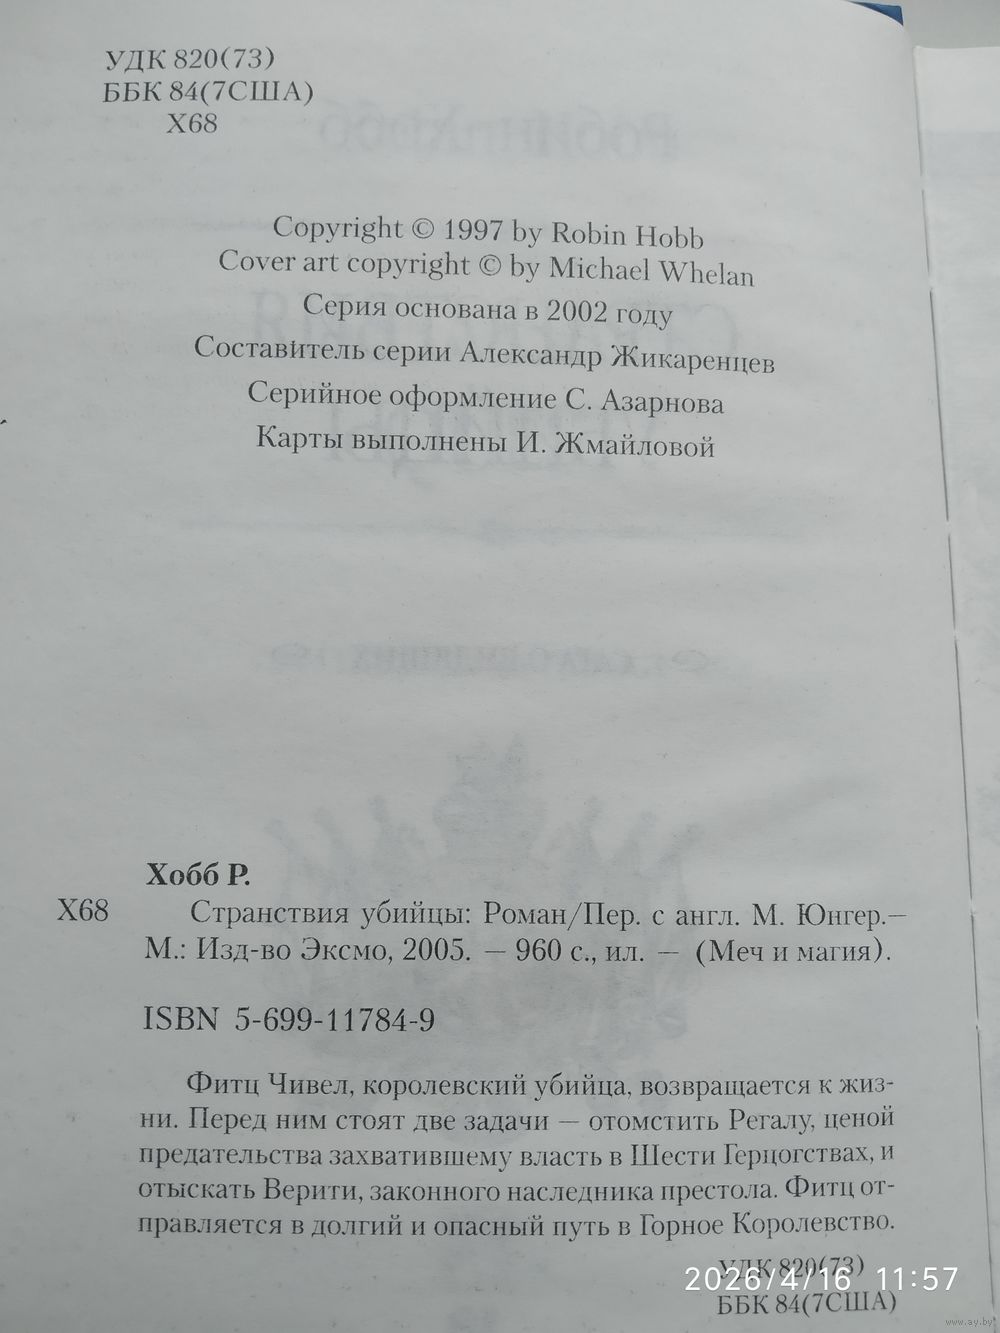 УДК 820(73)
ББК 84(7США)
Х68
Copyright © 1997 by Robin Hobb
Cover art copyright © by Michael Whelan
Серия основана в 2002 году
Составитель серии Александр Жикаренцев
Серийное оформление С. Азарнова
Карты выполнены И. Жмайловой
Хобб Р.
Х68 Странствия убийцы: Роман/Пер. с англ. М. Юнгер.—
М.: Изд-во Эксмо, 2005. — 960 с., ил. — (Меч и магия).
ISBN 5-699-11784-9
Фитц Чивел, королевский убийца, возвращается к жиз-
ни. Перед ним стоят две задачи — отомстить Регалу, ценой
предательства захватившему власть в Шести Герцогствах, и
отыскать Верити, законного наследника престола. Фитц от-
правляется в долгий и опасный путь в Горное Королевство.
УДК 820(73)
2026/4/16 11:57
ББК 84(7США)
www.ay.by